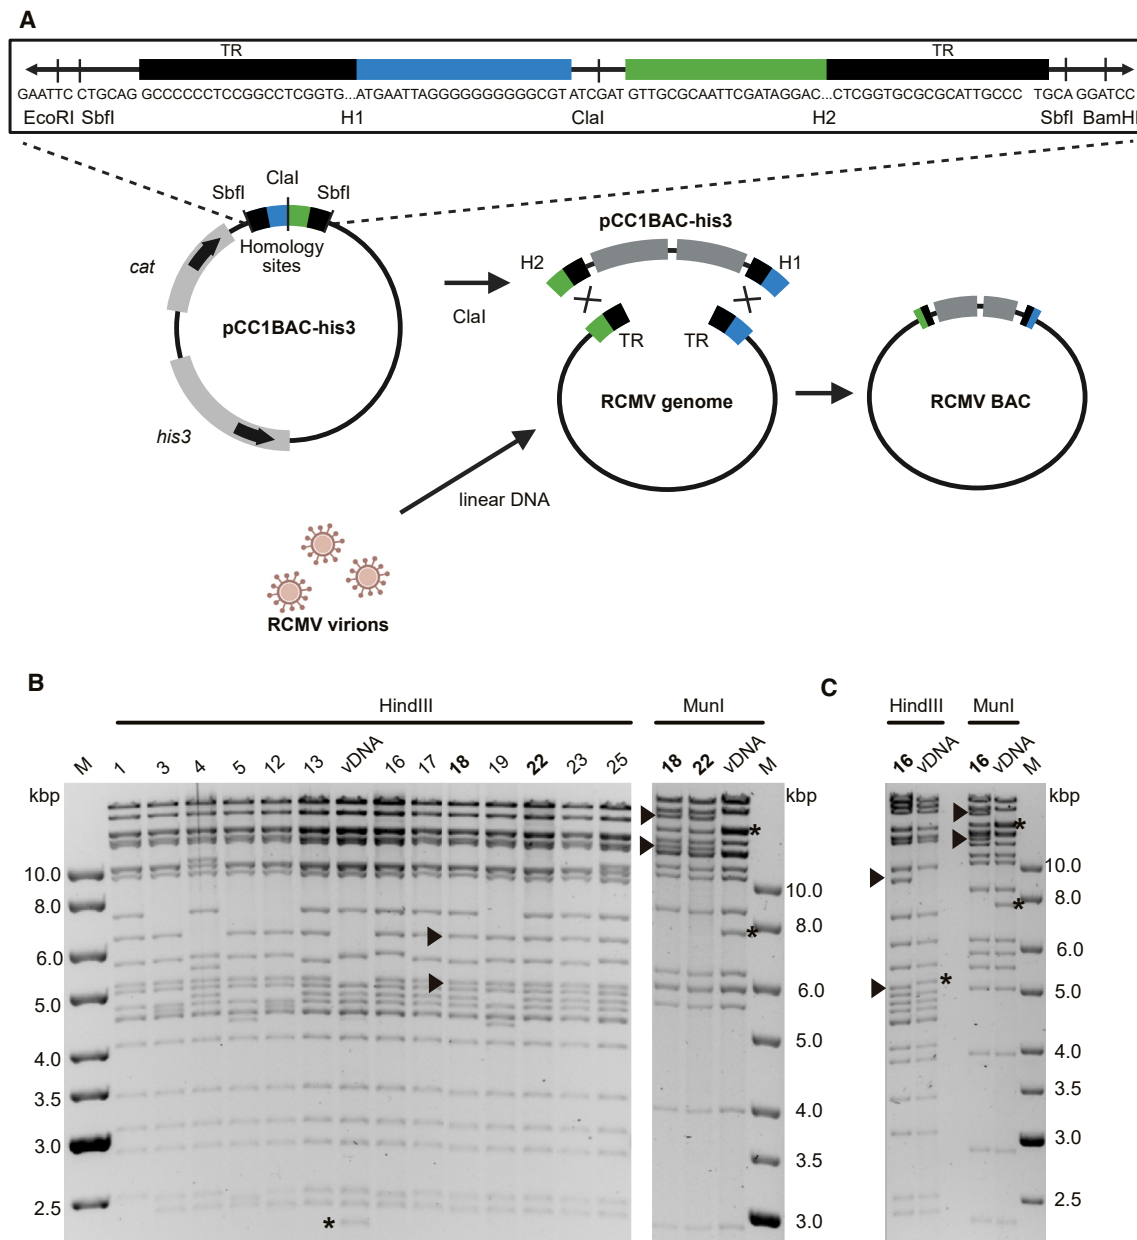 A
TR TR
GAATTC CTGCAG GCCCCCCTCCGGCCTCGGTG...ATGAATTAGGGGGGGGGGCGT ATCGAT GTTGCGCAATTCGATAGGAC...CTCGGTGCGCGCATTGCCC TGCA GGATCC
EcoRI SbfI H1 ClaI H2 SbfI BamHI
SbfI ClaI SbfI
Homology
sites
cat
pCC1BAC-his3
his3
ClaI
pCC1BAC-his3
H2 H1
TR TR
RCMV genome
RCMV BAC
linear DNA
RCMV virions
B
HindIII MunI
M 1 3 4 5 12 13 vDNA 16 17 18 19 22 23 25
18 22 vDNA M
kbp
10.0
8.0
6.0
5.0
4.0
3.5
3.0
2.5
*
*
*
kbp
10.0
8.0
6.0
5.0
4.0
3.5
3.0
C
HindIII MunI
16 vDNA 16 vDNA M
*
*
*
kbp
10.0
8.0
6.0
5.0
4.0
3.5
3.0
2.5